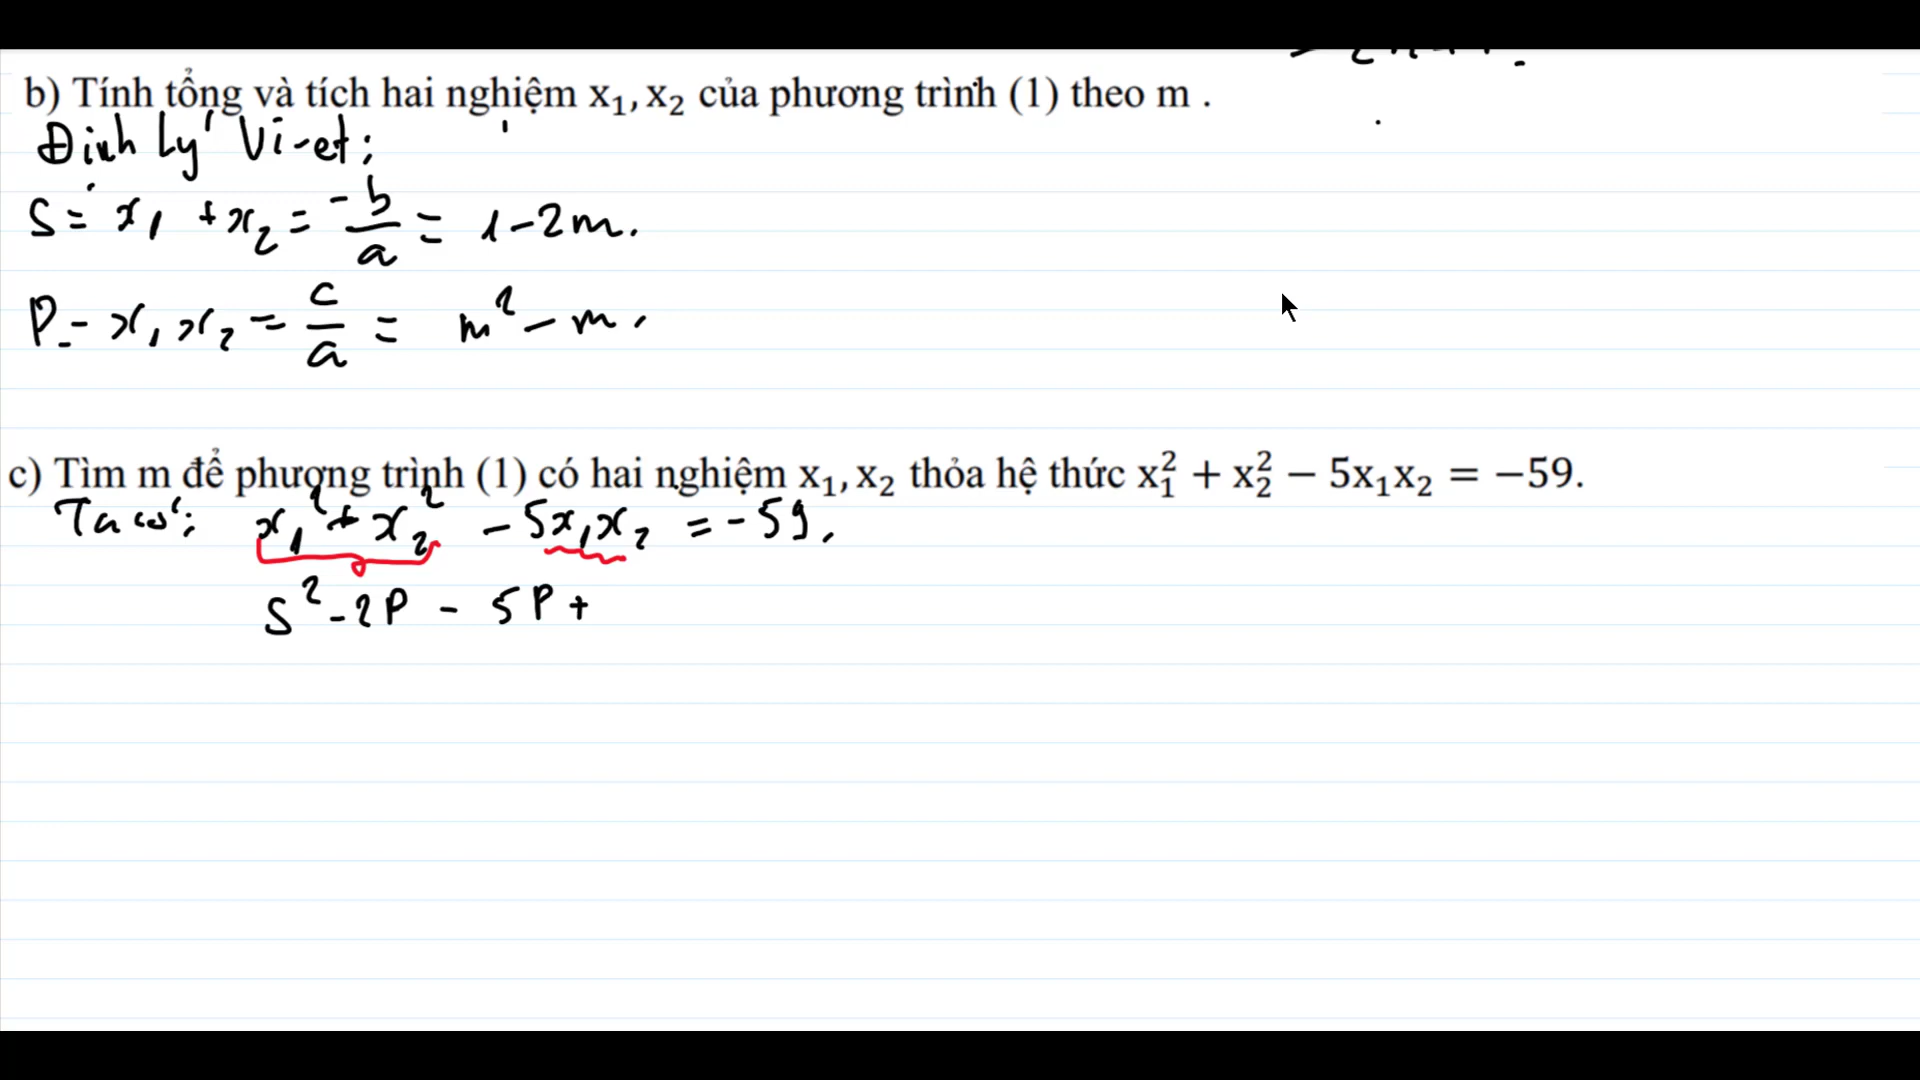 b) Tính tổng và tích hai nghiệm x₁, x₂ của phương trình (1) theo m .
Định Lý Vi-et:
S = x₁ + x₂ = -b/a = 1 - 2m.
P = x₁x₂ = c/a = m² - m.
c) Tìm m để phương trình (1) có hai nghiệm x₁, x₂ thỏa hệ thức x₁² + x₂² − 5x₁x₂ = −59.
Ta có: x₁² + x₂² - 5x₁x₂ = -59.
S² - 2P - 5P +